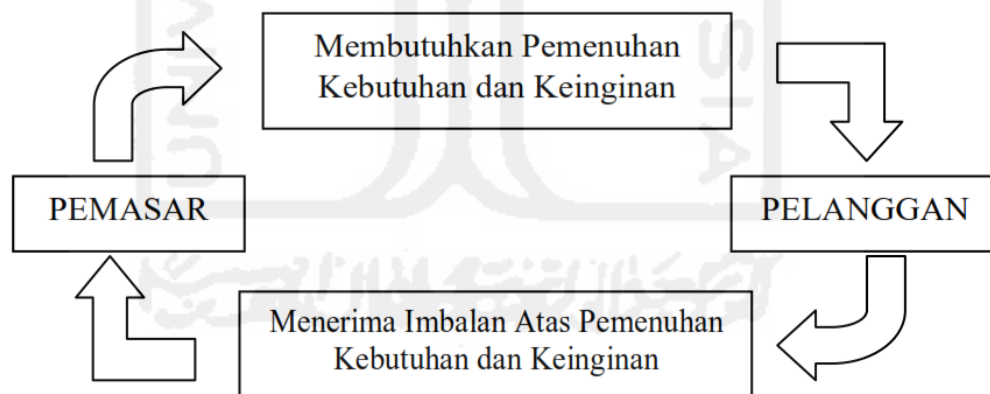 Membutuhkan Pemenuhan
Kebutuhan dan Keinginan
PEMASAR
PELANGGAN
Menerima Imbalan Atas Pemenuhan
Kebutuhan dan Keinginan